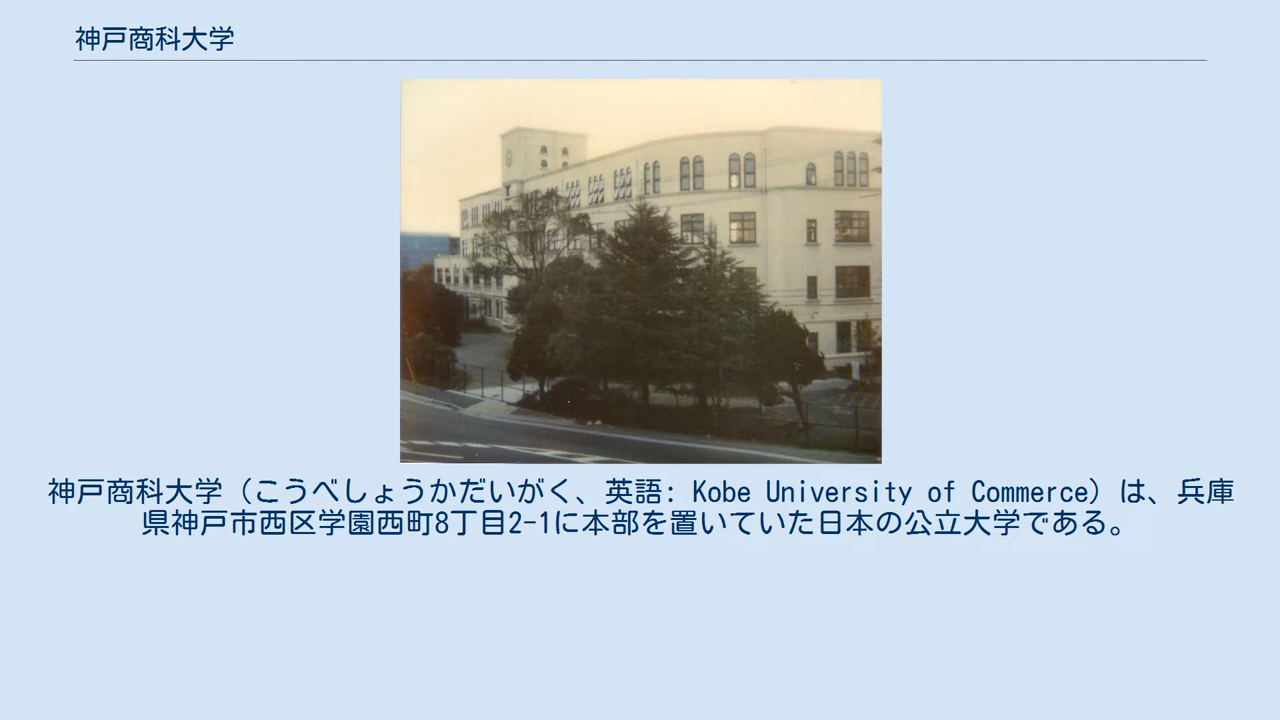 神戸商科大学
神戸商科大学（こうべしょうかだいがく、英語: Kobe University of Commerce）は、兵庫
県神戸市西区学園西町8丁目2-1に本部を置いていた日本の公立大学である。